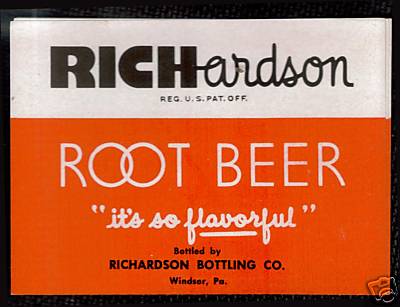 RICHardson
REG. U.S. PAT. OFF.
ROOT BEER
"it's so flavorful"
Bottled by
RICHARDSON BOTTLING CO.
Windsor, Pa.